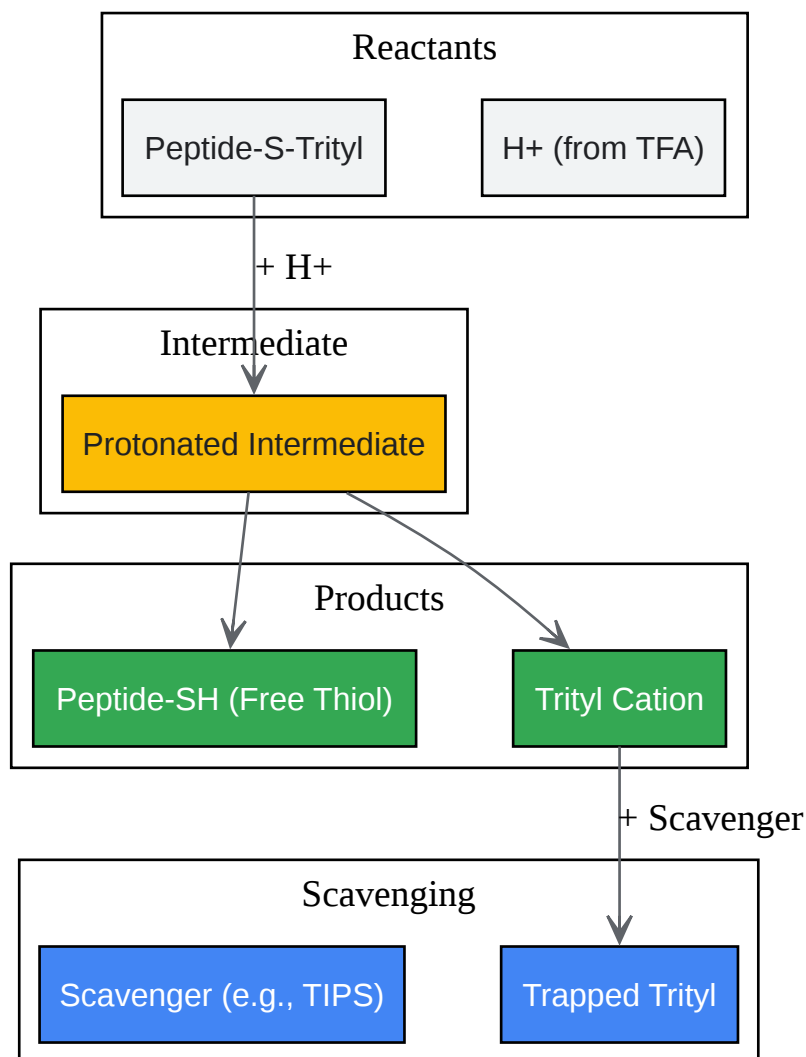 Reactants
Peptide-S-Trityl
H+ (from TFA)
+ H+
Intermediate
Protonated Intermediate
Products
Peptide-SH (Free Thiol)
Trityl Cation
+ Scavenger
Scavenging
Scavenger (e.g., TIPS)
Trapped Trityl